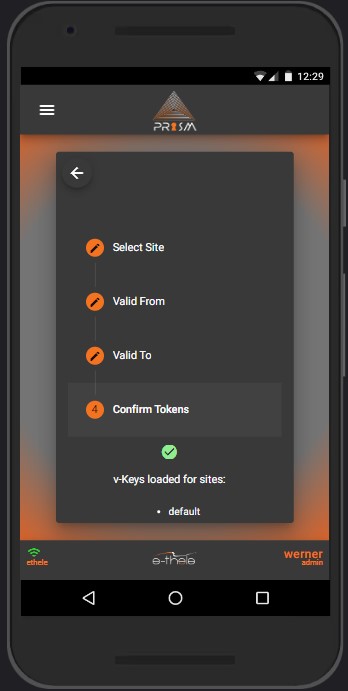 12:29
PRISM
Select Site
Valid From
Valid To
4 Confirm Tokens
v-Keys loaded for sites:
• default
ethele
e-thele
werner
admin